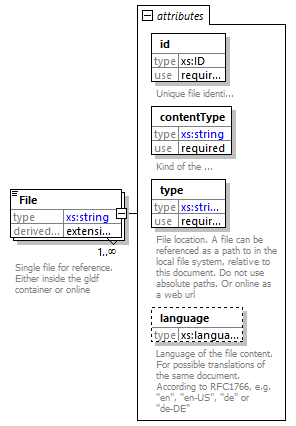 attributes
id
type xs:ID
use requir...
Unique file identi...
contentType
type xs:string
use required
Kind of the ...
File
type xs:string
derived... extensi...
1..∞
Single file for reference.
Either inside the gldf
container or online
type
type xs:stri...
use requir...
File location. A file can be
referenced as a path to in the
local file system, relative to
this document. Do not use
absolute paths. Or online as
a web url
language
type xs:langua...
Language of the file content.
For possible translations of
the same document.
According to RFC1766, e.g.
"en", "en-US", "de" or
"de-DE"